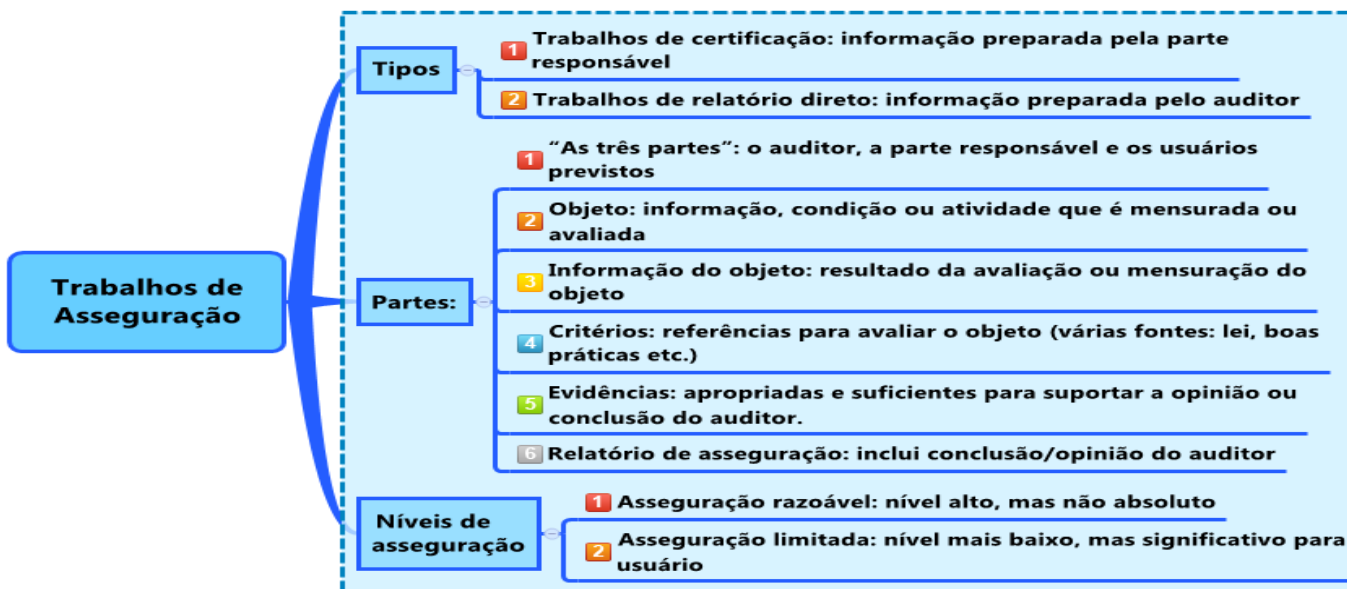 Trabalhos de
Asseguração
Tipos
1 Trabalhos de certificação: informação preparada pela parte
responsável
2 Trabalhos de relatório direto: informação preparada pelo auditor
Partes:
1 “As três partes”: o auditor, a parte responsável e os usuários
previstos
2 Objeto: informação, condição ou atividade que é mensurada ou
avaliada
3 Informação do objeto: resultado da avaliação ou mensuração do
objeto
4 Critérios: referências para avaliar o objeto (várias fontes: lei, boas
práticas etc.)
5 Evidências: apropriadas e suficientes para suportar a opinião ou
conclusão do auditor.
6 Relatório de asseguração: inclui conclusão/opinião do auditor
Níveis de
asseguração
1 Asseguração razoável: nível alto, mas não absoluto
2 Asseguração limitada: nível mais baixo, mas significativo para
usuário